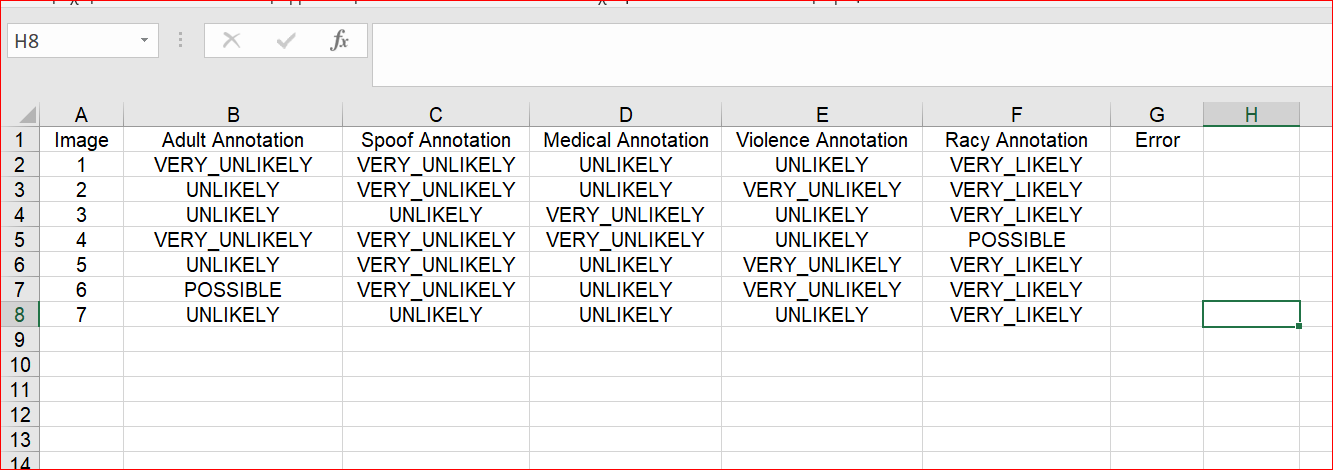 H8 fx
A B C D E F G H
1 Image Adult Annotation Spoof Annotation Medical Annotation Violence Annotation Racy Annotation Error
2 1 VERY_UNLIKELY VERY_UNLIKELY UNLIKELY UNLIKELY VERY_LIKELY
3 2 UNLIKELY VERY_UNLIKELY UNLIKELY VERY_UNLIKELY VERY_LIKELY
4 3 UNLIKELY UNLIKELY VERY_UNLIKELY UNLIKELY VERY_LIKELY
5 4 VERY_UNLIKELY VERY_UNLIKELY VERY_UNLIKELY UNLIKELY POSSIBLE
6 5 UNLIKELY VERY_UNLIKELY UNLIKELY VERY_UNLIKELY VERY_LIKELY
7 6 POSSIBLE VERY_UNLIKELY UNLIKELY VERY_UNLIKELY VERY_LIKELY
8 7 UNLIKELY UNLIKELY UNLIKELY UNLIKELY VERY_LIKELY
9
10
11
12
13
14